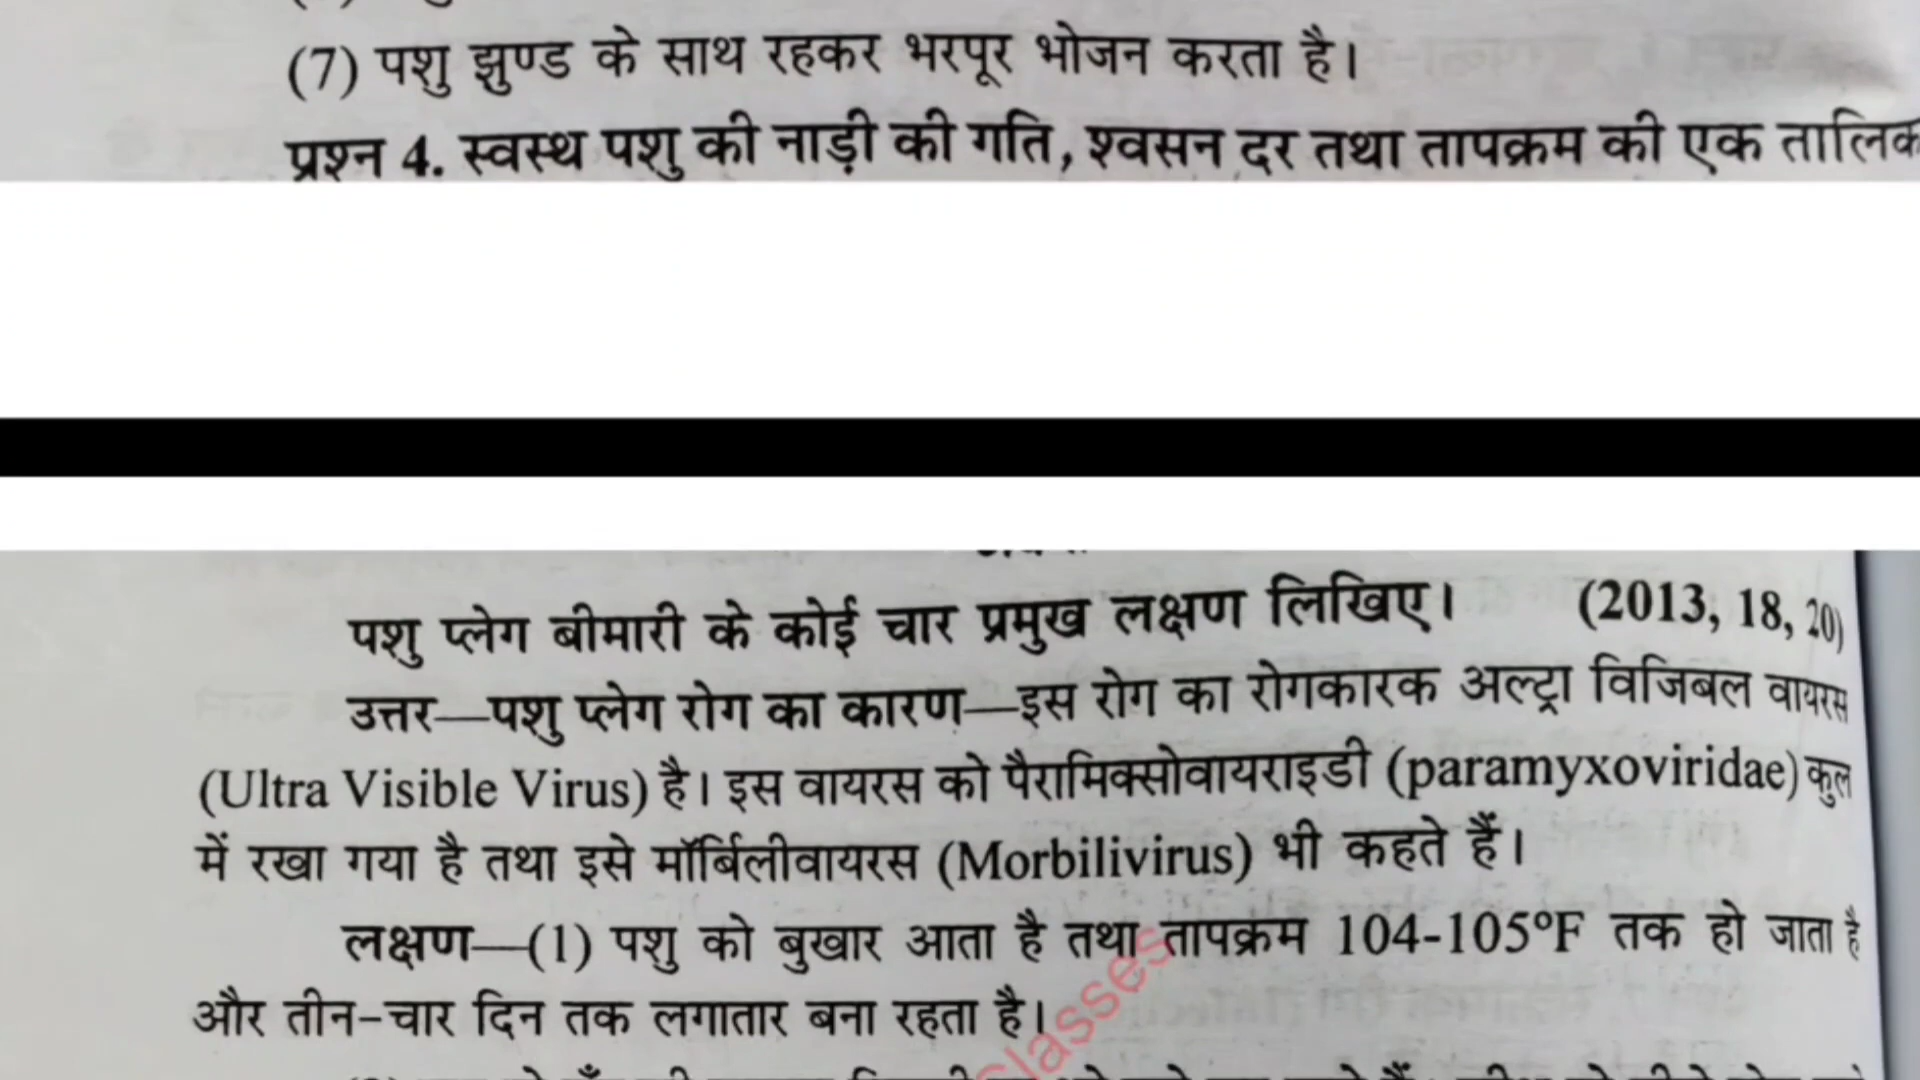 (7) पशु झुण्ड के साथ रहकर भरपूर भोजन करता है।
प्रश्न 4. स्वस्थ पशु की नाड़ी की गति, श्वसन दर तथा तापक्रम की एक तालिक
पशु प्लेग बीमारी के कोई चार प्रमुख लक्षण लिखिए। (2013, 18, 20)
उत्तर—पशु प्लेग रोग का कारण—इस रोग का रोगकारक अल्ट्रा विजिबल वायरस
(Ultra Visible Virus) है। इस वायरस को पैरामिक्सोवायराइडी (paramyxoviridae) कुल
में रखा गया है तथा इसे मॉर्बिलीवायरस (Morbilivirus) भी कहते हैं।
लक्षण—(1) पशु को बुखार आता है तथा तापक्रम 104-105°F तक हो जाता है
और तीन-चार दिन तक लगातार बना रहता है।
lasses